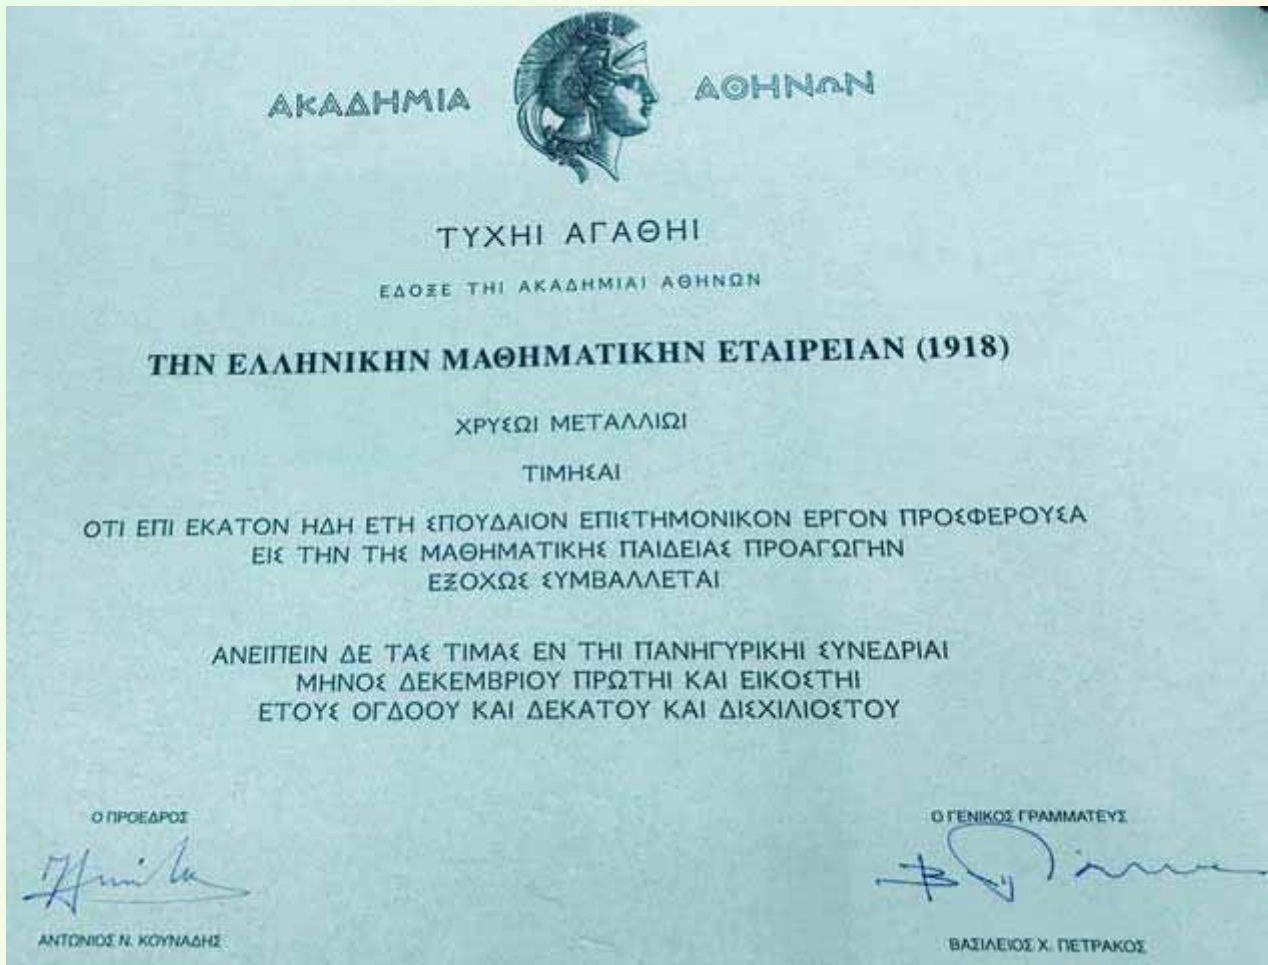 ΑΚΑΔΗΜΙΑ ΑΘΗΝΩΝ
ΤΥΧΗΙ ΑΓΑΘΗΙ
ΕΔΟΞΕ ΤΗΙ ΑΚΑΔΗΜΙΑΙ ΑΘΗΝΩΝ
ΤΗΝ ΕΛΛΗΝΙΚΗΝ ΜΑΘΗΜΑΤΙΚΗΝ ΕΤΑΙΡΕΙΑΝ (1918)
ΧΡΥΣΩΙ ΜΕΤΑΛΛΙΩΙ
ΤΙΜΗΣΑΙ
ΟΤΙ ΕΠΙ ΕΚΑΤΟΝ ΗΔΗ ΕΤΗ ΣΠΟΥΔΑΙΟΝ ΕΠΙΣΤΗΜΟΝΙΚΟΝ ΕΡΓΟΝ ΠΡΟΣΦΕΡΟΥΣΑ
ΕΙΣ ΤΗΝ ΤΗΣ ΜΑΘΗΜΑΤΙΚΗΣ ΠΑΙΔΕΙΑΣ ΠΡΟΑΓΩΓΗΝ
ΕΞΟΧΩΣ ΣΥΜΒΑΛΛΕΤΑΙ
ΑΝΕΙΠΕΙΝ ΔΕ ΤΑΣ ΤΙΜΑΣ ΕΝ ΤΗΙ ΠΑΝΗΓΥΡΙΚΗΙ ΣΥΝΕΔΡΙΑΙ
ΜΗΝΟΣ ΔΕΚΕΜΒΡΙΟΥ ΠΡΩΤΗΙ ΚΑΙ ΕΙΚΟΣΤΗΙ
ΕΤΟΥΣ ΟΓΔΟΟΥ ΚΑΙ ΔΕΚΑΤΟΥ ΚΑΙ ΔΙΣΧΙΛΙΟΣΤΟΥ
Ο ΠΡΟΕΔΡΟΣ
Ο ΓΕΝΙΚΟΣ ΓΡΑΜΜΑΤΕΥΣ
ΑΝΤΩΝΙΟΣ Ν. ΚΟΥΝΑΔΗΣ
ΒΑΣΙΛΕΙΟΣ Χ. ΠΕΤΡΑΚΟΣ